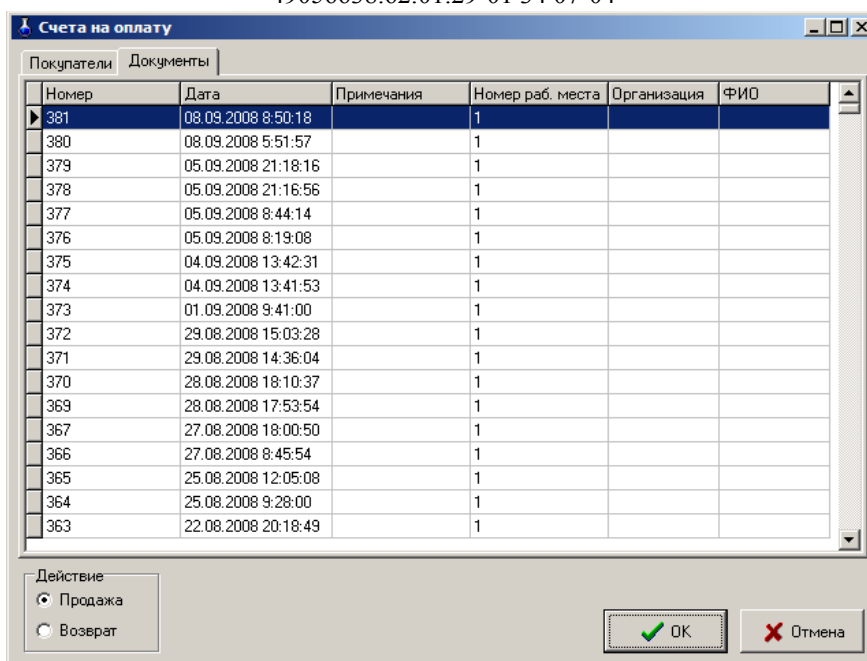 Счета на оплату
Покупатели Документы
Номер Дата Примечания Номер раб. места Организация ФИО
381 08.09.2008 8:50:18 1
380 08.09.2008 5:51:57 1
379 05.09.2008 21:18:16 1
378 05.09.2008 21:16:56 1
377 05.09.2008 8:44:14 1
376 05.09.2008 8:19:08 1
375 04.09.2008 13:42:31 1
374 04.09.2008 13:41:53 1
373 01.09.2008 9:41:00 1
372 29.08.2008 15:03:28 1
371 29.08.2008 14:36:04 1
370 28.08.2008 18:10:37 1
369 28.08.2008 17:53:54 1
367 27.08.2008 18:00:50 1
366 27.08.2008 8:45:54 1
365 25.08.2008 12:05:08 1
364 25.08.2008 9:28:00 1
363 22.08.2008 20:18:49 1
Действие
Продажа
Возврат
OK Отмена